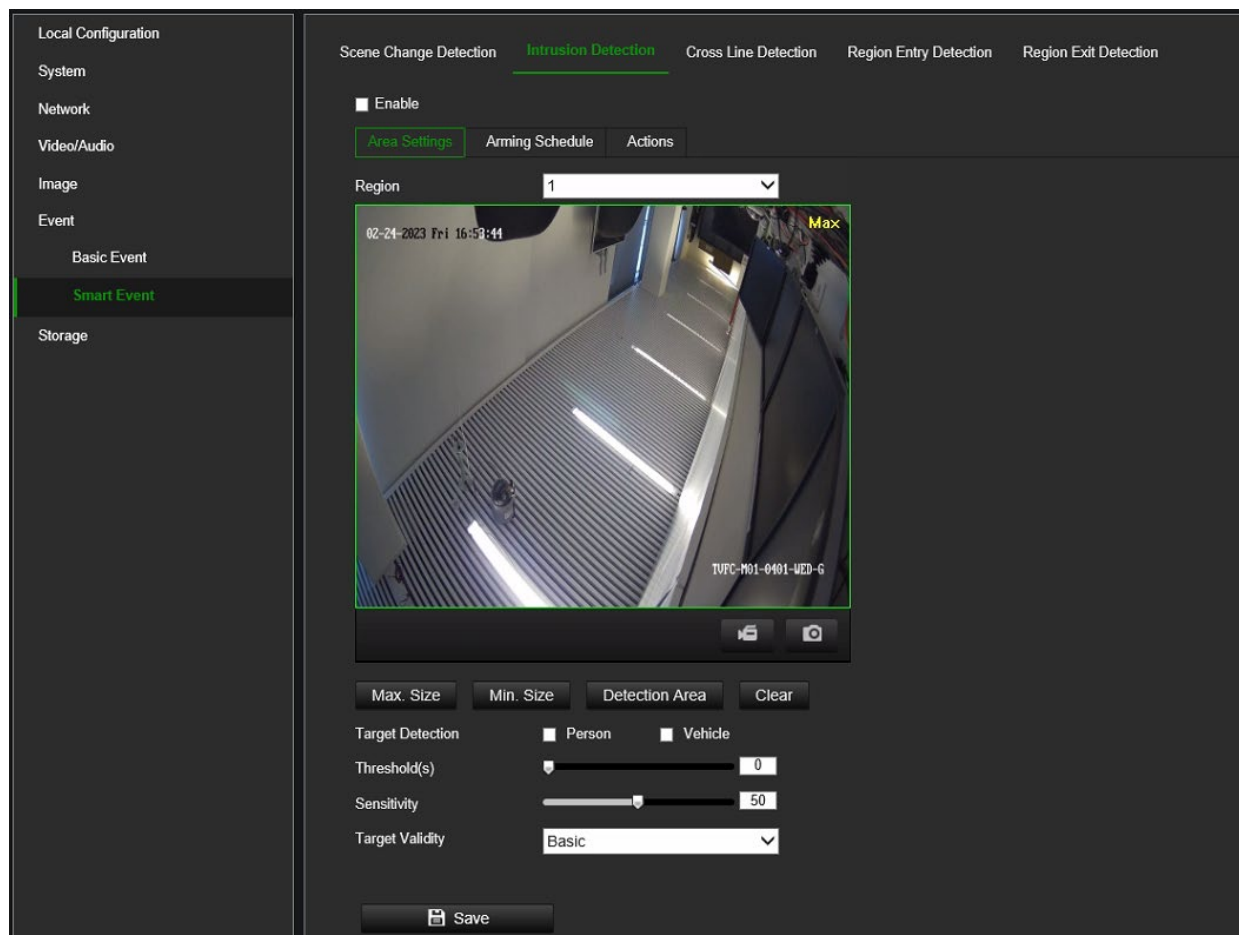 Local Configuration
System
Network
Video/Audio
Image
Event
Basic Event
Smart Event
Storage
Scene Change Detection Intrusion Detection Cross Line Detection Region Entry Detection Region Exit Detection
Enable
Area Settings Arming Schedule Actions
Region 1
02-24-2023 Fri 16:53:44
Max
TVFC-M01-0401-WED-G
Max. Size Min. Size Detection Area Clear
Target Detection Person Vehicle
Threshold(s) 0
Sensitivity 50
Target Validity Basic
Save